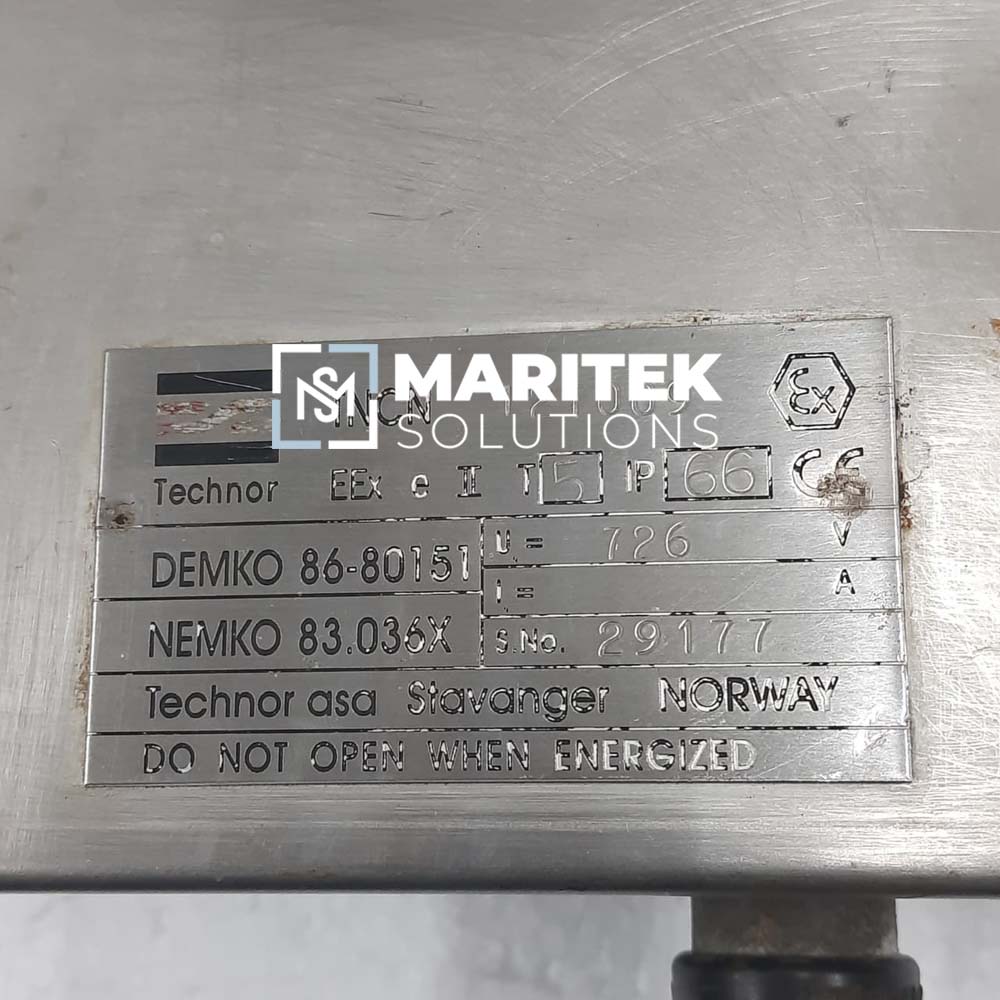 MARITEK
SOLUTIONS
Technor
EEx e II T 5 IP 66 CE
Ex
DEMKO 86-80151
U = 726 V
I = A
NEMKO 83.036X
S.No. 29177
Technor asa Stavanger NORWAY
DO NOT OPEN WHEN ENERGIZED